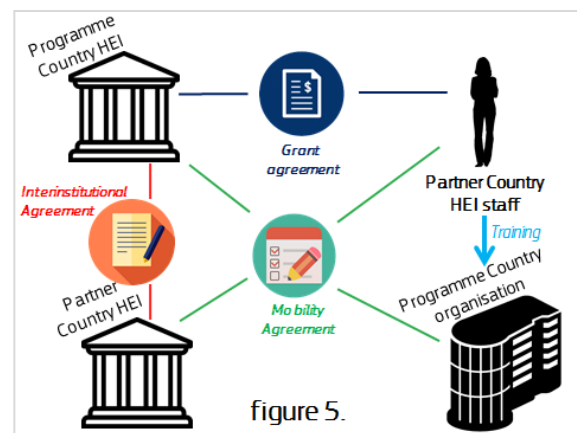 Programme
Country HEI
$
Grant
agreement
Partner Country
HEI staff
Interinstitutional
Agreement
Training
Programme Country
organisation
Partner
Country HEI
Mobility
Agreement
figure 5.